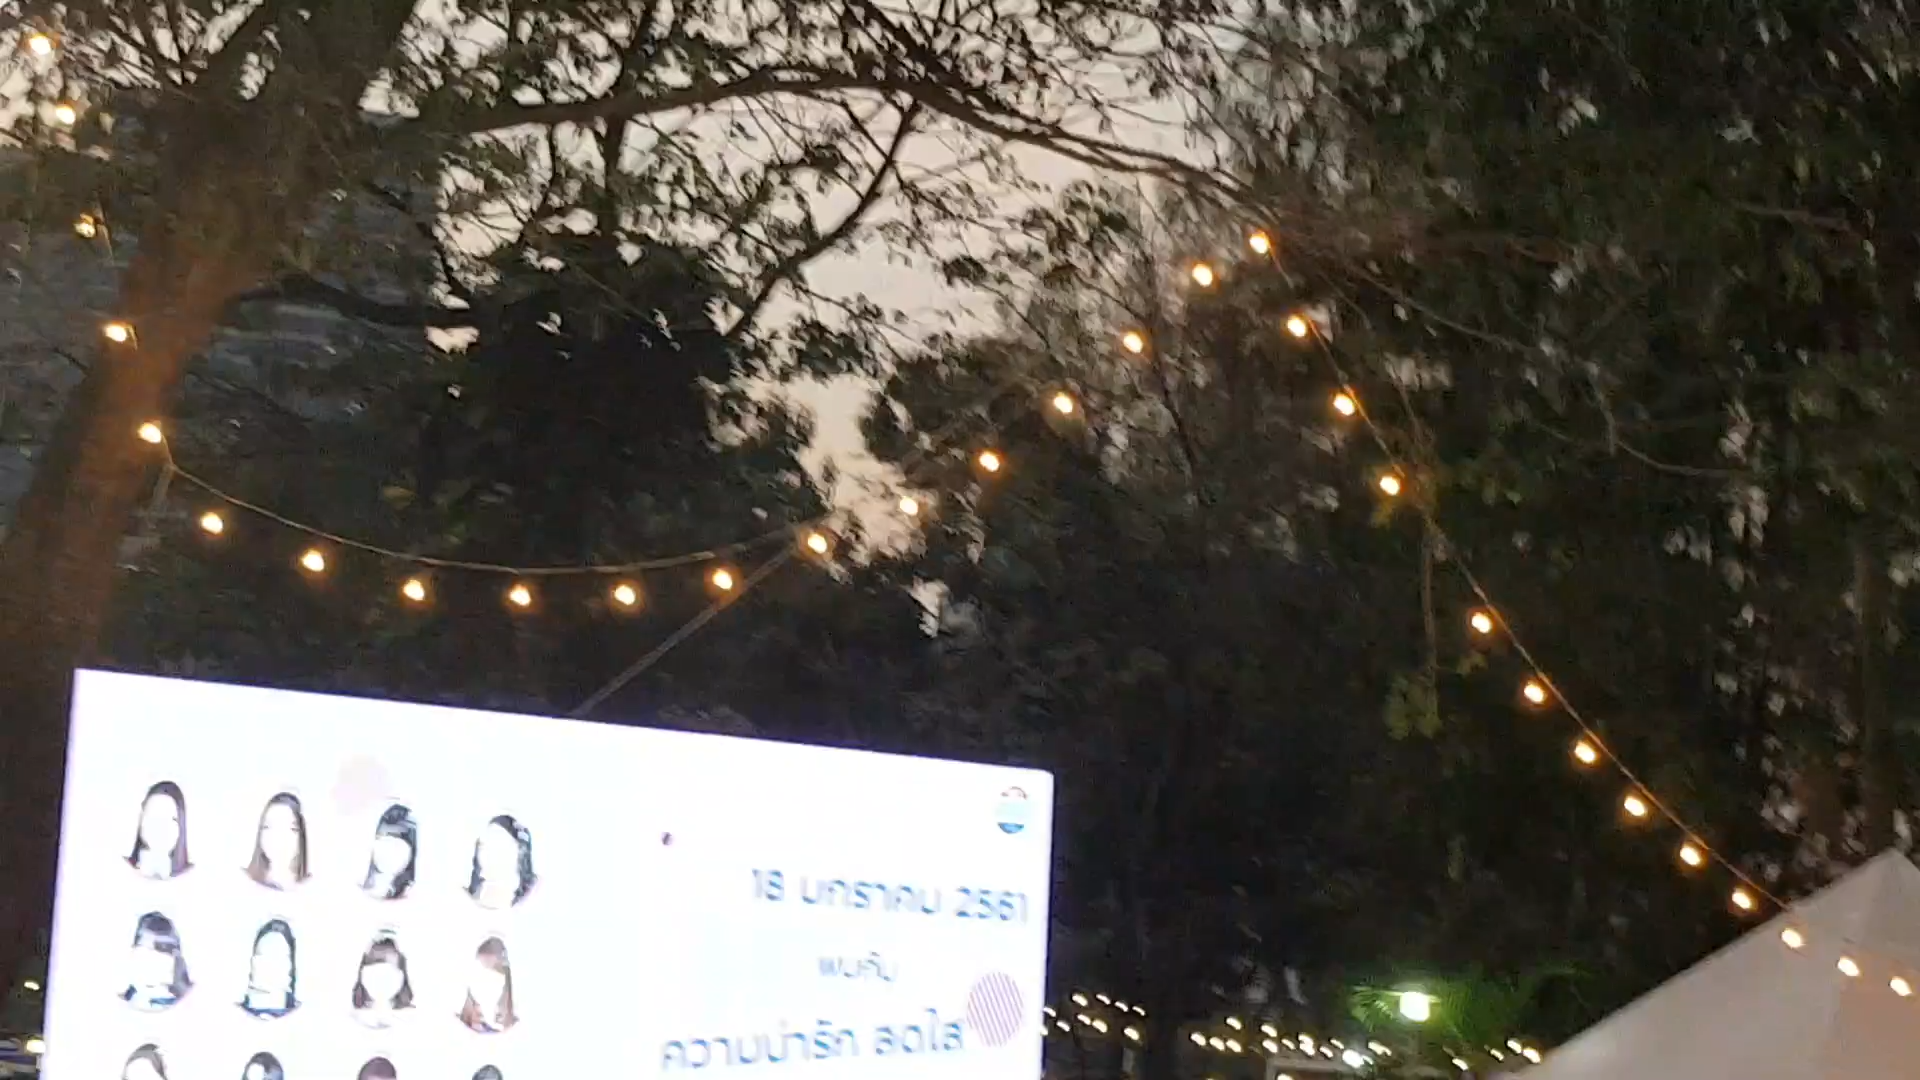 18 มกราคม 2561
พบกับ
ความน่ารัก สดใส